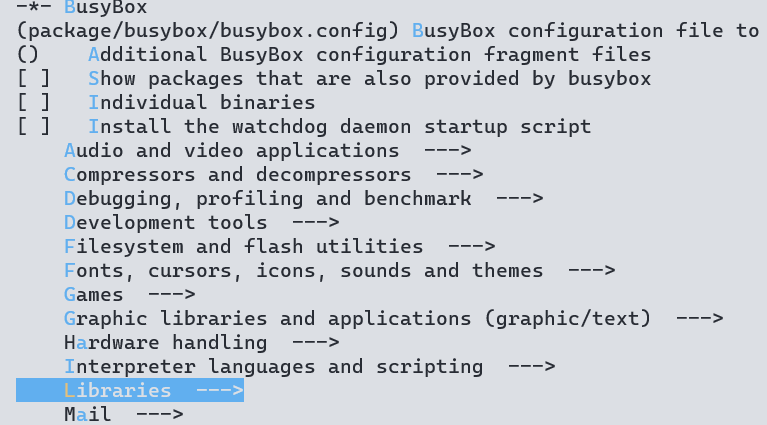 -*- BusyBox
(package/busybox/busybox.config) BusyBox configuration file to
()    Additional BusyBox configuration fragment files
[ ]   Show packages that are also provided by busybox
[ ]   Individual binaries
[ ]   Install the watchdog daemon startup script
Audio and video applications  --->
Compressors and decompressors  --->
Debugging, profiling and benchmark  --->
Development tools  --->
Filesystem and flash utilities  --->
Fonts, cursors, icons, sounds and themes  --->
Games  --->
Graphic libraries and applications (graphic/text)  --->
Hardware handling  --->
Interpreter languages and scripting  --->
Libraries  --->
Mail  --->